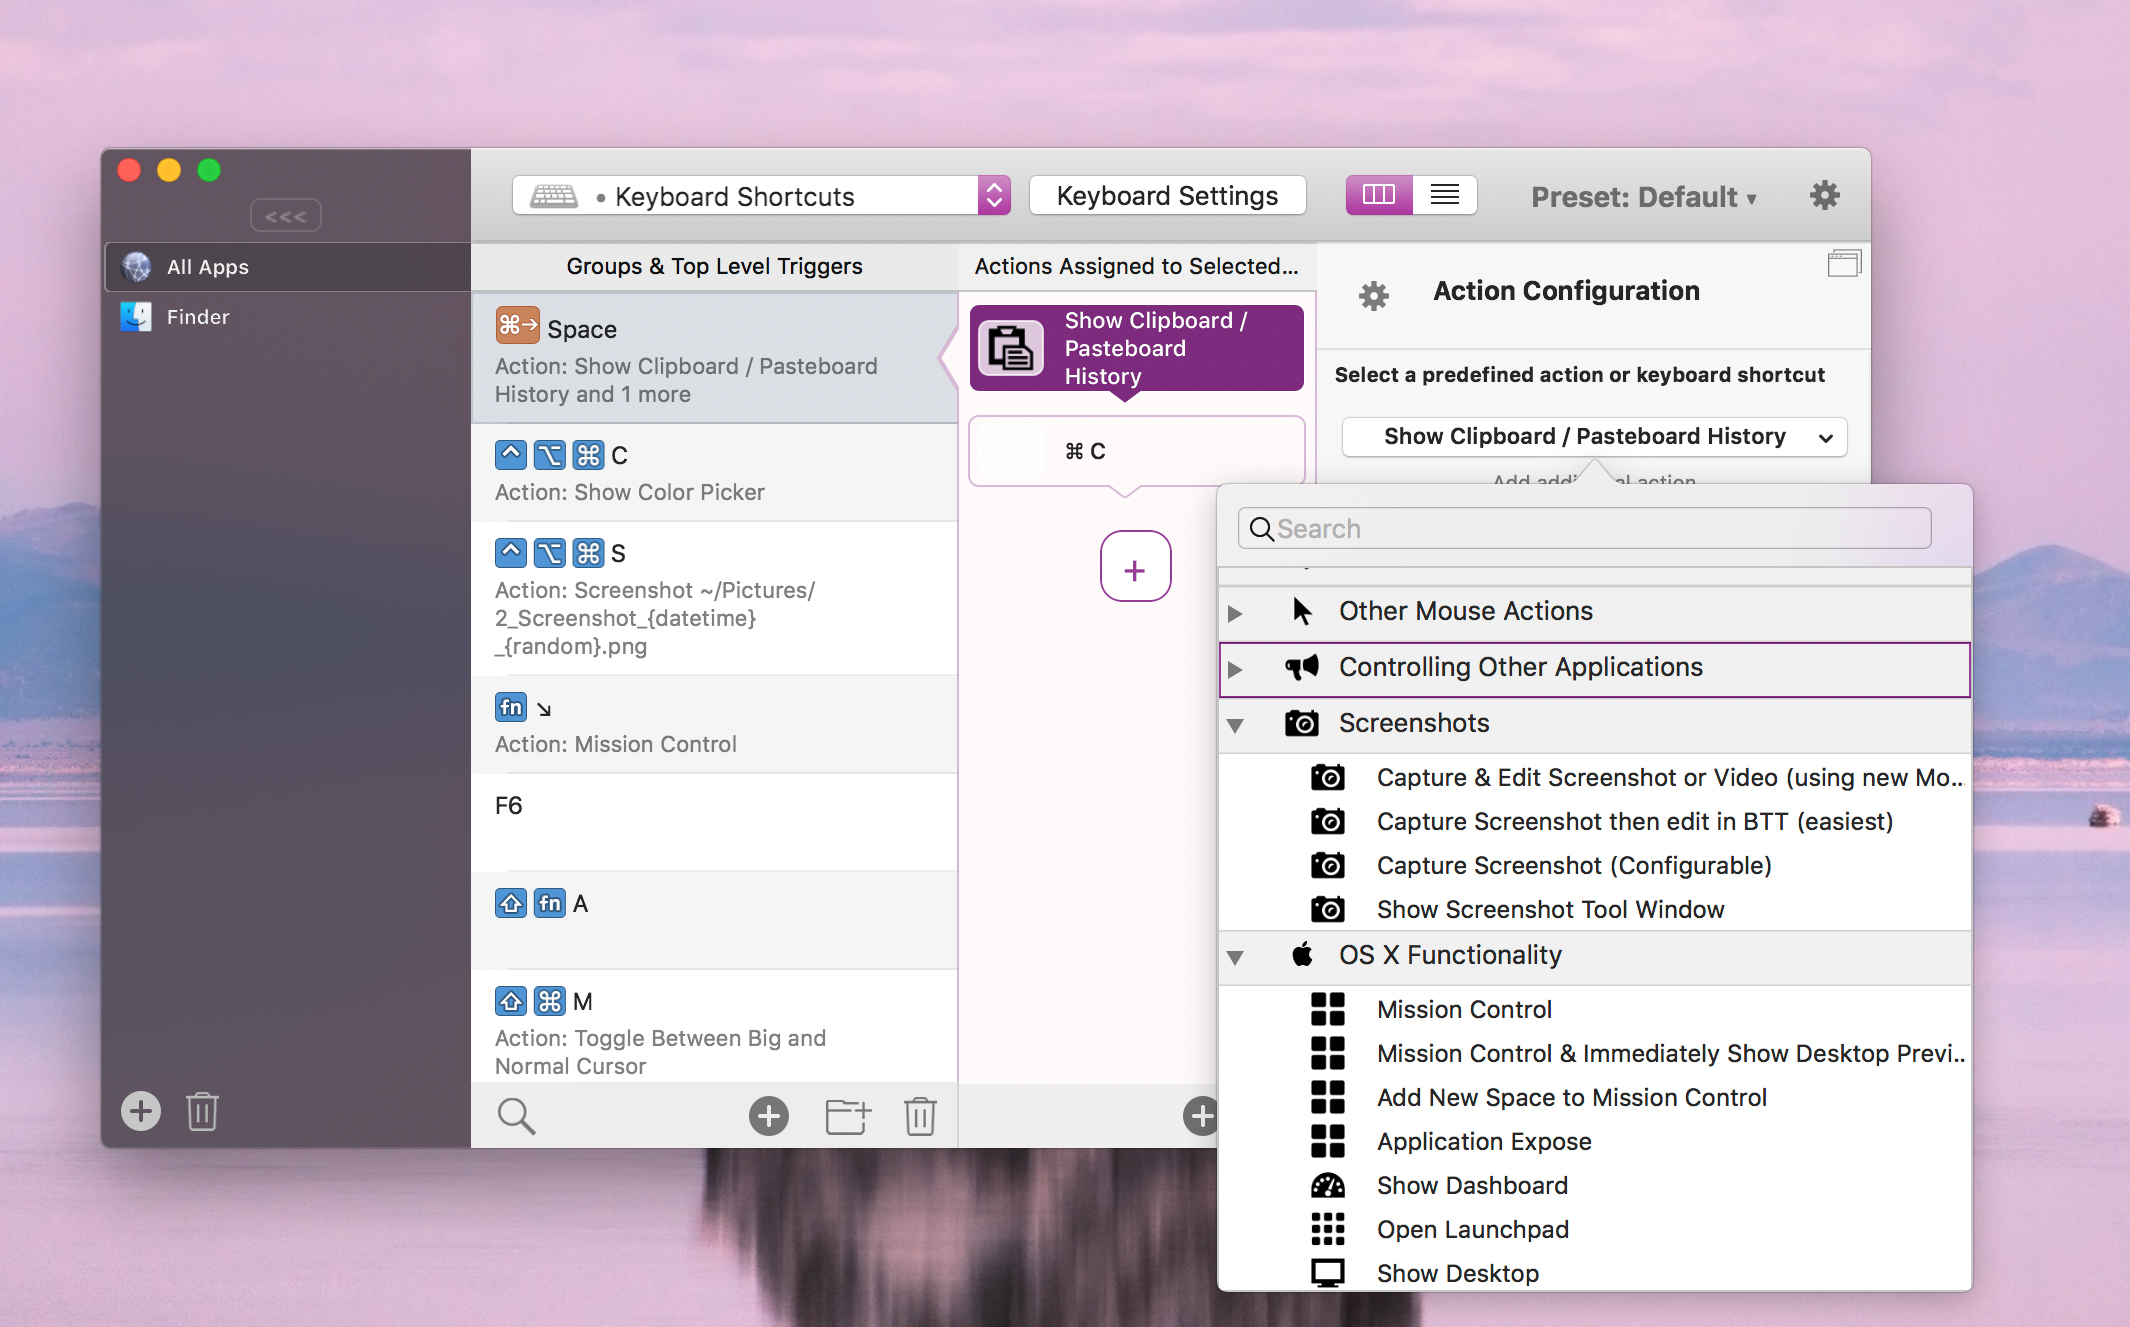 <<<
All Apps
Finder
• Keyboard Shortcuts
Keyboard Settings
Preset: Default ▾
Groups & Top Level Triggers
⌘→ Space
Action: Show Clipboard / Pasteboard
History and 1 more
^ ⌥ ⌘ C
Action: Show Color Picker
^ ⌥ ⌘ S
Action: Screenshot ~/Pictures/
2_Screenshot_{datetime}
_{random}.png
fn ↘
Action: Mission Control
F6
⇧ fn A
⇧ ⌘ M
Action: Toggle Between Big and
Normal Cursor
Actions Assigned to Selected...
Show Clipboard /
Pasteboard
History
⌘ C
+
Action Configuration
Select a predefined action or keyboard shortcut
Show Clipboard / Pasteboard History
action
Search
Other Mouse Actions
Controlling Other Applications
Screenshots
Capture & Edit Screenshot or Video (using new Mo...
Capture Screenshot then edit in BTT (easiest)
Capture Screenshot (Configurable)
Show Screenshot Tool Window
OS X Functionality
Mission Control
Mission Control & Immediately Show Desktop Previ...
Add New Space to Mission Control
Application Expose
Show Dashboard
Open Launchpad
Show Desktop